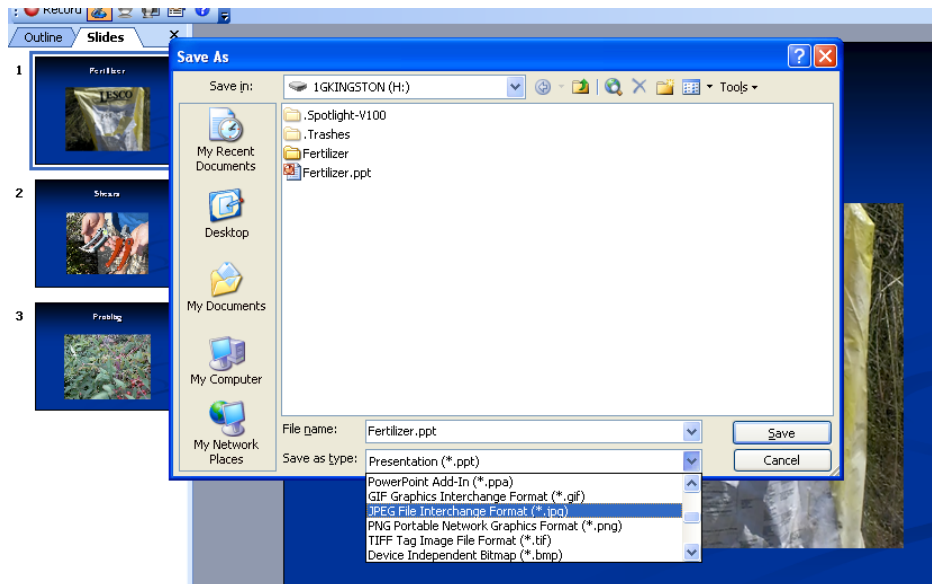 Record
Outline
Slides
1
Fertilizer
TESCO
2
Shears
3
Save As
Save in:
1GKINGSTON (H:)
Tools
My Recent
Documents
Desktop
My Documents
My Computer
My Network
Places
.Spotlight-V100
.Trashes
Fertilizer
Fertilizer.ppt
File name:
Fertilizer.ppt
Save
Save as type:
Presentation (*.ppt)
Cancel
PowerPoint Add-In (*.ppa)
GIF Graphics Interchange Format (*.gif)
JPEG File Interchange Format (*.jpg)
PNG Portable Network Graphics Format (*.png)
TIFF Tag Image File Format (*.tif)
Device Independent Bitmap (*.bmp)